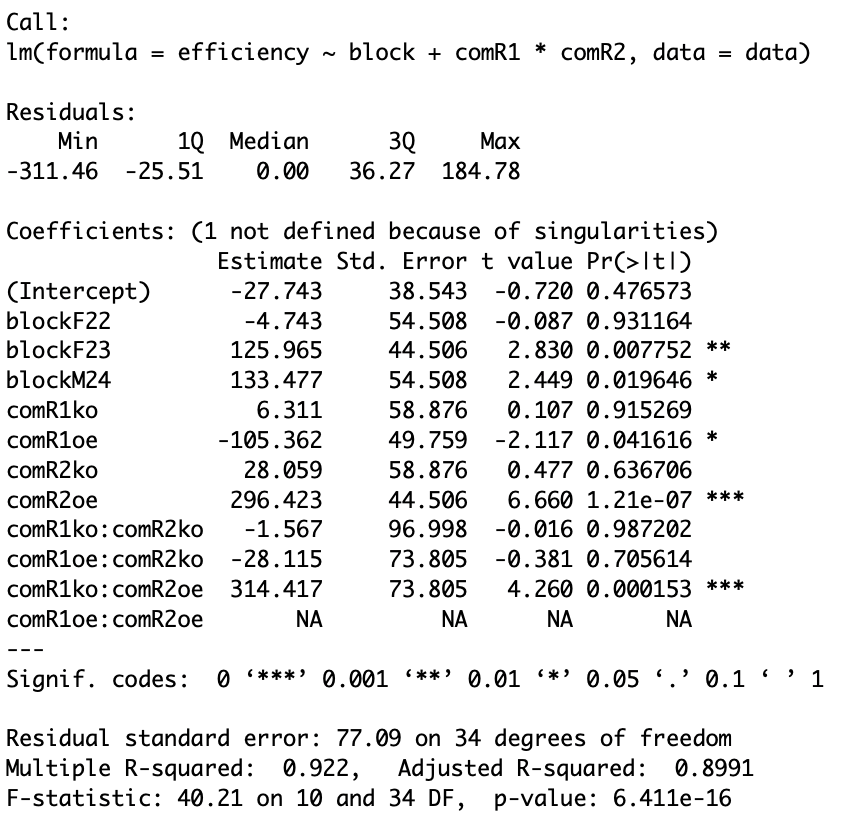 Call:
lm(formula = efficiency ~ block + comR1 * comR2, data = data)
Residuals:
    Min      1Q  Median      3Q     Max
-311.46  -25.51    0.00   36.27  184.78
Coefficients: (1 not defined because of singularities)
                Estimate Std. Error t value Pr(>|t|)
(Intercept)      -27.743     38.543  -0.720 0.476573
blockF22          -4.743     54.508  -0.087 0.931164
blockF23         125.965     44.506   2.830 0.007752 **
blockM24         133.477     54.508   2.449 0.019646 *
comR1ko            6.311     58.876   0.107 0.915269
comR1oe         -105.362     49.759  -2.117 0.041616 *
comR2ko           28.059     58.876   0.477 0.636706
comR2oe          296.423     44.506   6.660 1.21e-07 ***
comR1ko:comR2ko   -1.567     96.998  -0.016 0.987202
comR1oe:comR2ko  -28.115     73.805  -0.381 0.705614
comR1ko:comR2oe  314.417     73.805   4.260 0.000153 ***
comR1oe:comR2oe       NA         NA      NA       NA
---
Signif. codes:  0 ‘***’ 0.001 ‘**’ 0.01 ‘*’ 0.05 ‘.’ 0.1 ‘ ’ 1
Residual standard error: 77.09 on 34 degrees of freedom
Multiple R-squared:  0.922,	Adjusted R-squared:  0.8991
F-statistic: 40.21 on 10 and 34 DF,  p-value: 6.411e-16